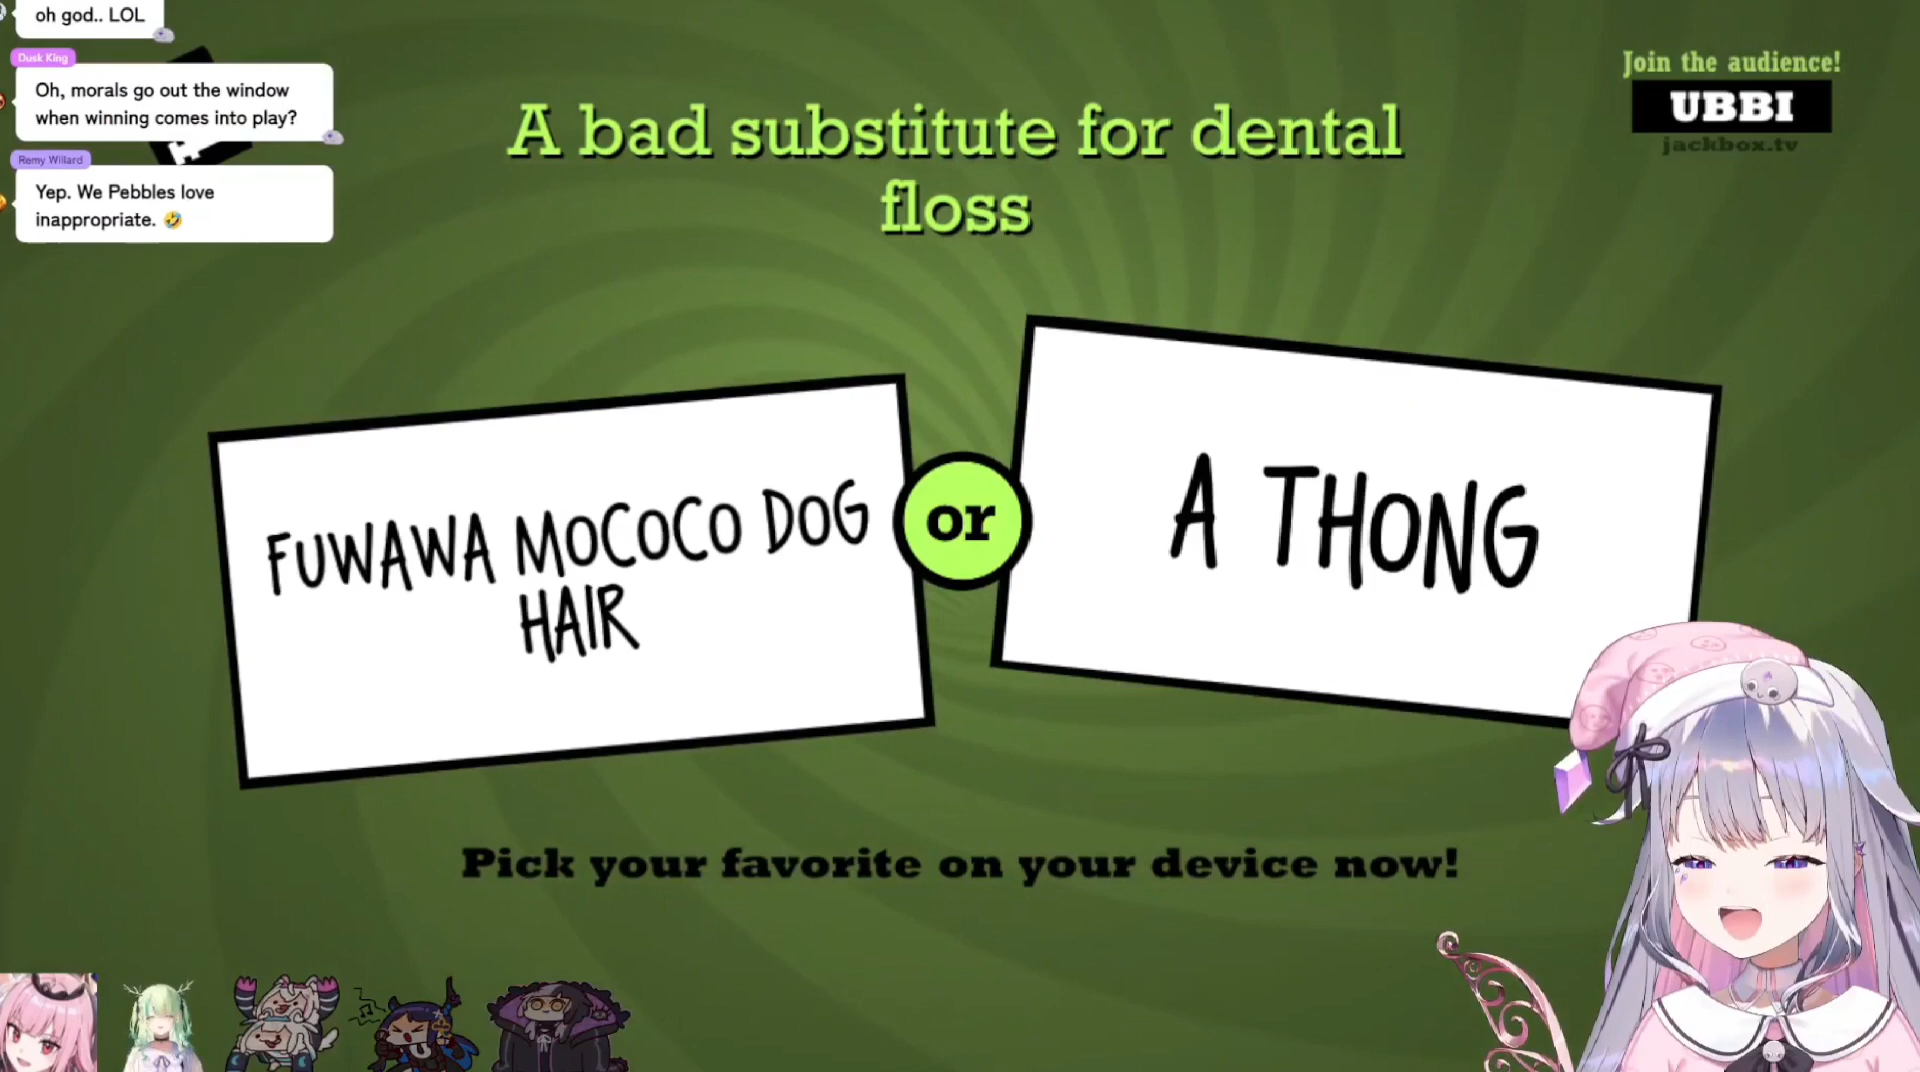 oh god.. LOL
Dusk King
Oh, morals go out the window
when winning comes into play?
Remy Willard
Yep. We Pebbles love
inappropriate. 🤣
A bad substitute for dental
floss
Join the audience!
UBBI
jackbox.tv
FUWAWA MOCOCO DOG
HAIR
or
A THONG
Pick your favorite on your device now!